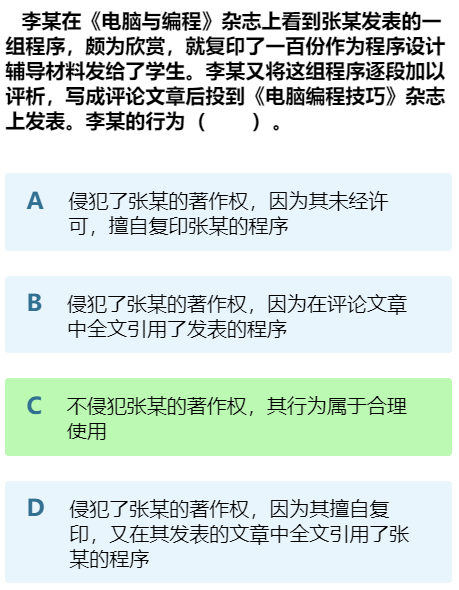 李某在《电脑与编程》杂志上看到张某发表的一
组程序，颇为欣赏，就复印了一百份作为程序设计
辅导材料发给了学生。李某又将这组程序逐段加以
评析，写成评论文章后投到《电脑编程技巧》杂志
上发表。李某的行为（　　）。
A 侵犯了张某的著作权，因为其未经许
可，擅自复印张某的程序
B 侵犯了张某的著作权，因为在评论文章
中全文引用了发表的程序
C 不侵犯张某的著作权，其行为属于合理
使用
D 侵犯了张某的著作权，因为其擅自复
印，又在其发表的文章中全文引用了张
某的程序